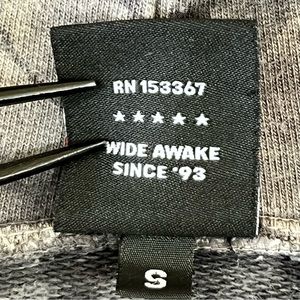 RN 153367
★★★★★
WIDE AWAKE
SINCE '93
S